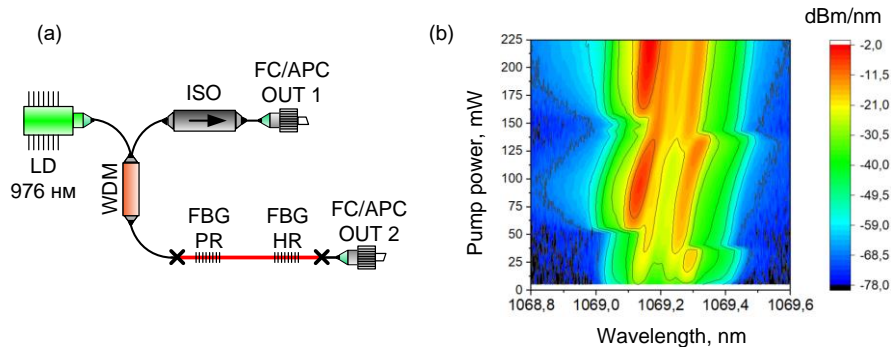 (a)
ISO
FC/APC
OUT 1
LD
976 нм
WDM
FBG
PR
FBG
HR
FC/APC
OUT 2
(b)
dBm/nm
Pump power, mW
225
200
175
150
125
100
75
50
25
0
1068,8
1069,0
1069,2
1069,4
1069,6
Wavelength, nm
-2,0
-11,5
-21,0
-30,5
-40,0
-49,5
-59,0
-68,5
-78,0